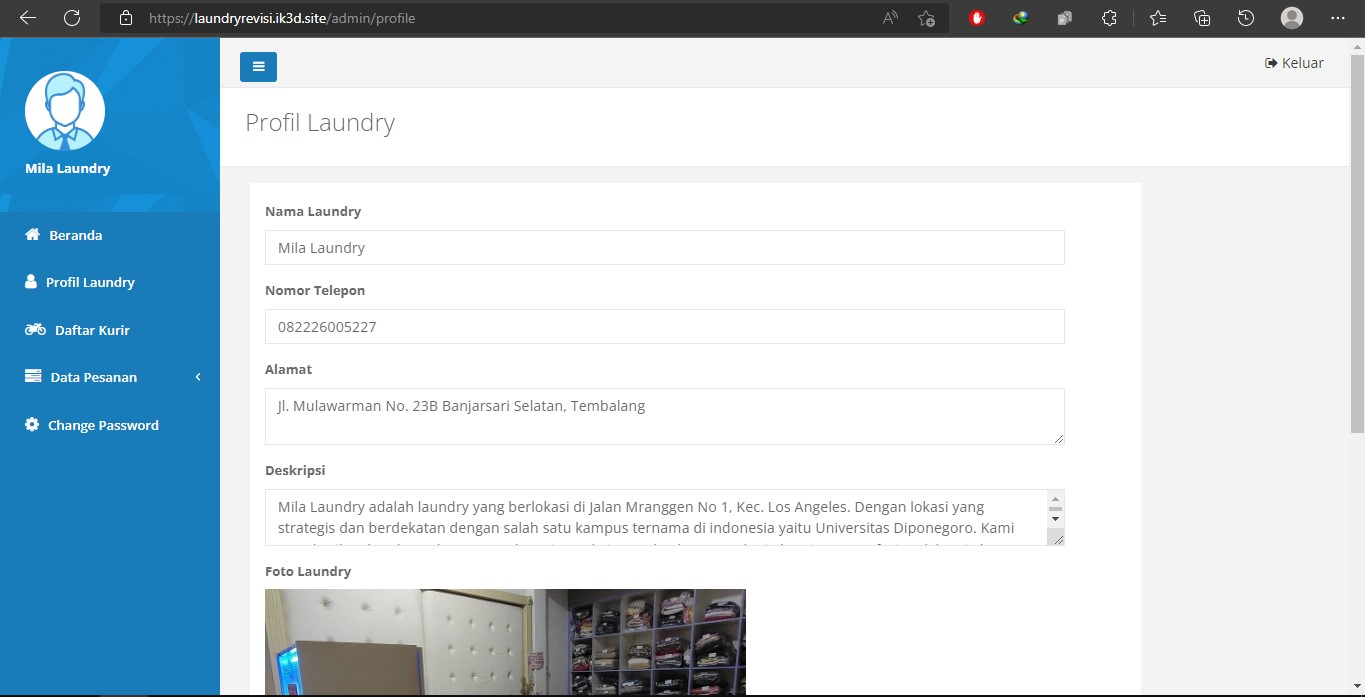 https://laundryrevisi.ik3d.site/admin/profile
Keluar
Mila Laundry
Beranda
Profil Laundry
Daftar Kurir
Data Pesanan
Change Password
Profil Laundry
Nama Laundry
Mila Laundry
Nomor Telepon
082226005227
Alamat
Jl. Mulawarman No. 23B Banjarsari Selatan, Tembalang
Deskripsi
Mila Laundry adalah laundry yang berlokasi di Jalan Mranggen No 1, Kec. Los Angeles. Dengan lokasi yang
strategis dan berdekatan dengan salah satu kampus ternama di indonesia yaitu Universitas Diponegoro. Kami
Foto Laundry